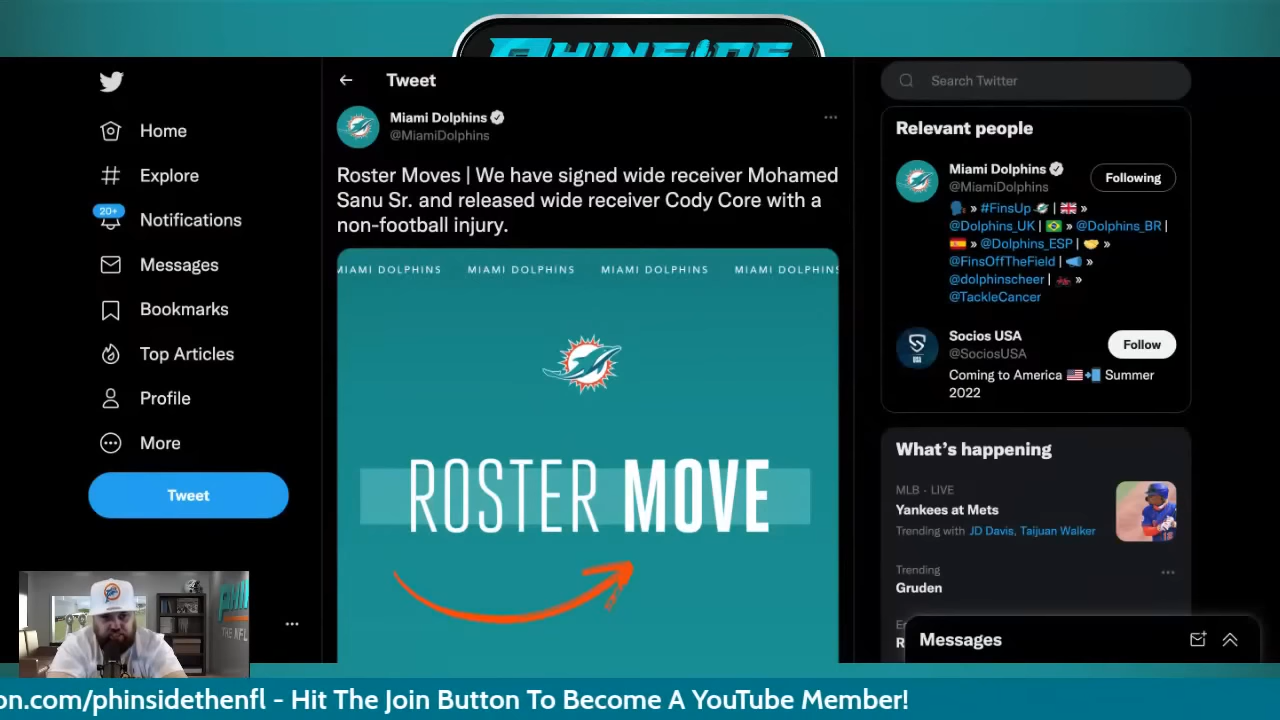 PHINSIDE
Home
Explore
20+
Notifications
Messages
Bookmarks
Top Articles
Profile
More
Tweet
Tweet
Miami Dolphins
@MiamiDolphins
Roster Moves | We have signed wide receiver Mohamed
Sanu Sr. and released wide receiver Cody Core with a
non-football injury.
MIAMI DOLPHINS MIAMI DOLPHINS MIAMI DOLPHINS MIAMI DOLPHINS
ROSTER MOVE
Search Twitter
Relevant people
Miami Dolphins
@MiamiDolphins
Following
» #FinsUp | »
@Dolphins_UK | » @Dolphins_BR |
» @Dolphins_ESP | »
@FinsOffTheField | »
@dolphinscheer | »
@TackleCancer
Socios USA
@SociosUSA
Follow
Coming to America Summer
2022
What's happening
MLB · LIVE
Yankees at Mets
Trending with JD Davis, Taijuan Walker
Trending
Gruden
Messages
PHIN
THE NFL
on.com/phinsidethenfl - Hit The Join Button To Become A YouTube Member!